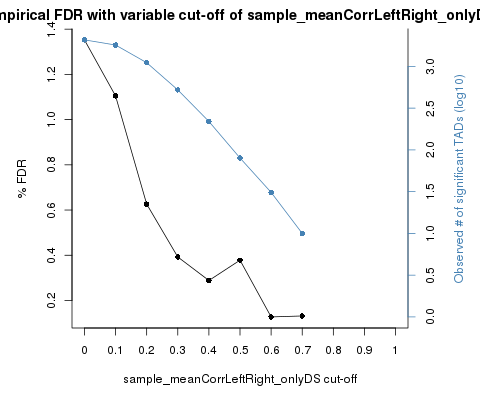 mpirical FDR with variable cut-off of sample_meanCorrLeftRight_onlyD
% FDR
0.2
0.4
0.6
0.8
1.0
1.2
1.4
0.0
0.5
1.0
1.5
2.0
2.5
3.0
Observed # of significant TADs (log10)
0 0.1 0.2 0.3 0.4 0.5 0.6 0.7 0.8 0.9 1
sample_meanCorrLeftRight_onlyDS cut-off